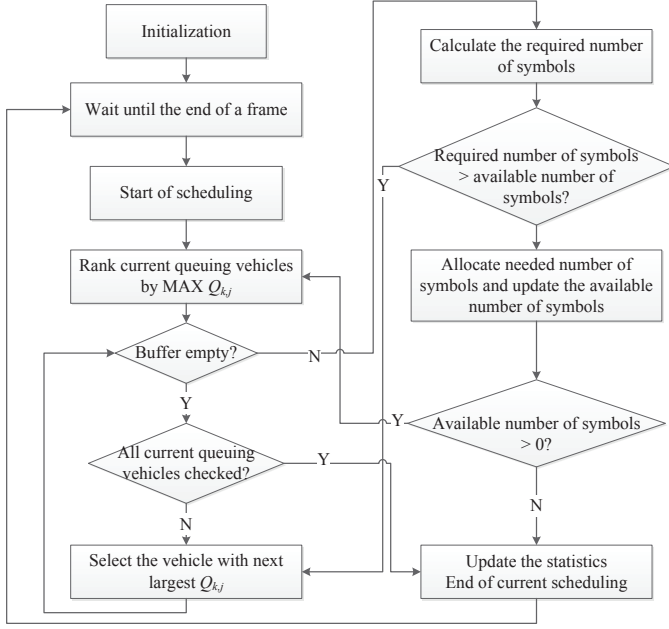 Initialization
Wait until the end of a frame
Start of scheduling
Rank current queuing vehicles
by MAX Qk,j
Buffer empty?
N
Y
All current queuing
vehicles checked?
Y
N
Select the vehicle with next
largest Qk,j
Calculate the required number
of symbols
Required number of symbols
> available number of
symbols?
Y
Allocate needed number of
symbols and update the available
number of symbols
Available number of symbols
> 0?
Y
N
Update the statistics
End of current scheduling